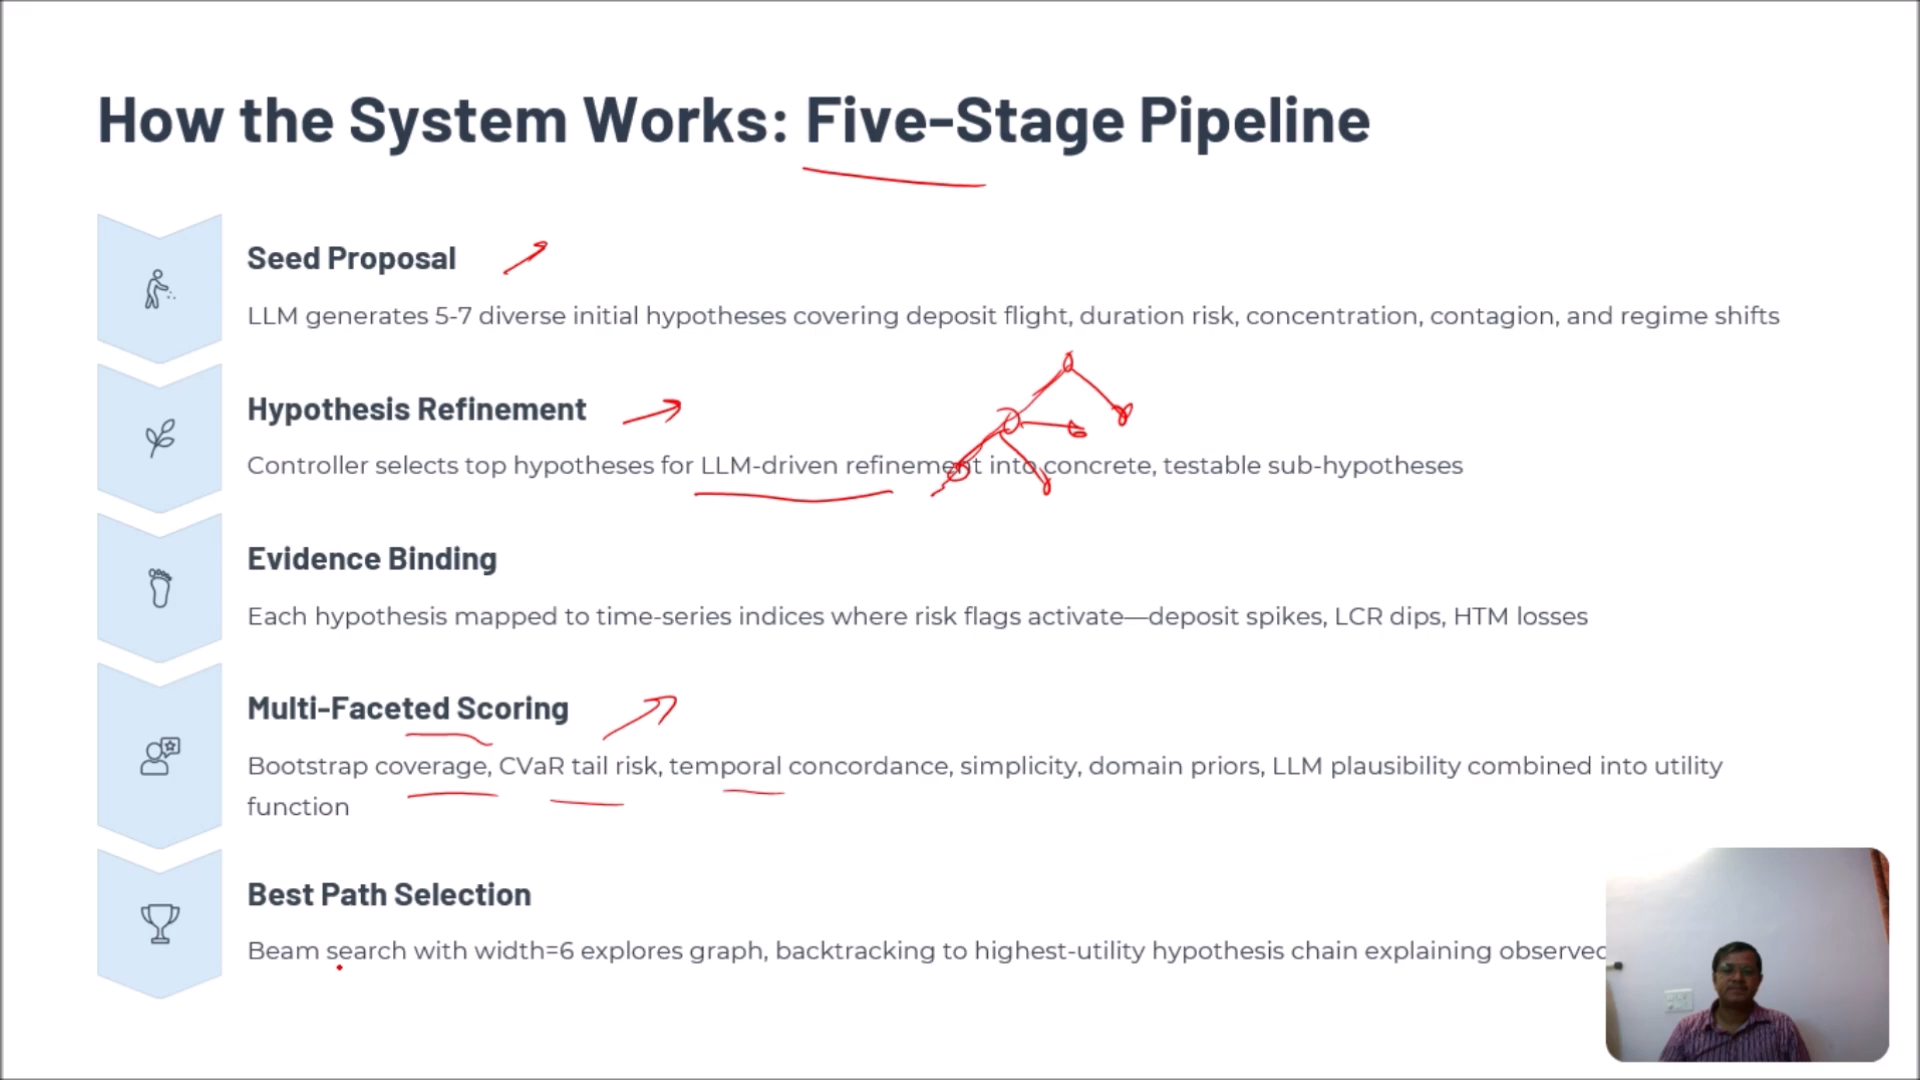 How the System Works: Five-Stage Pipeline
Seed Proposal
LLM generates 5-7 diverse initial hypotheses covering deposit flight, duration risk, concentration, contagion, and regime shifts
Hypothesis Refinement
Controller selects top hypotheses for LLM-driven refinement into concrete, testable sub-hypotheses
Evidence Binding
Each hypothesis mapped to time-series indices where risk flags activate—deposit spikes, LCR dips, HTM losses
Multi-Faceted Scoring
Bootstrap coverage, CVaR tail risk, temporal concordance, simplicity, domain priors, LLM plausibility combined into utility
function
Best Path Selection
Beam search with width=6 explores graph, backtracking to highest-utility hypothesis chain explaining observed